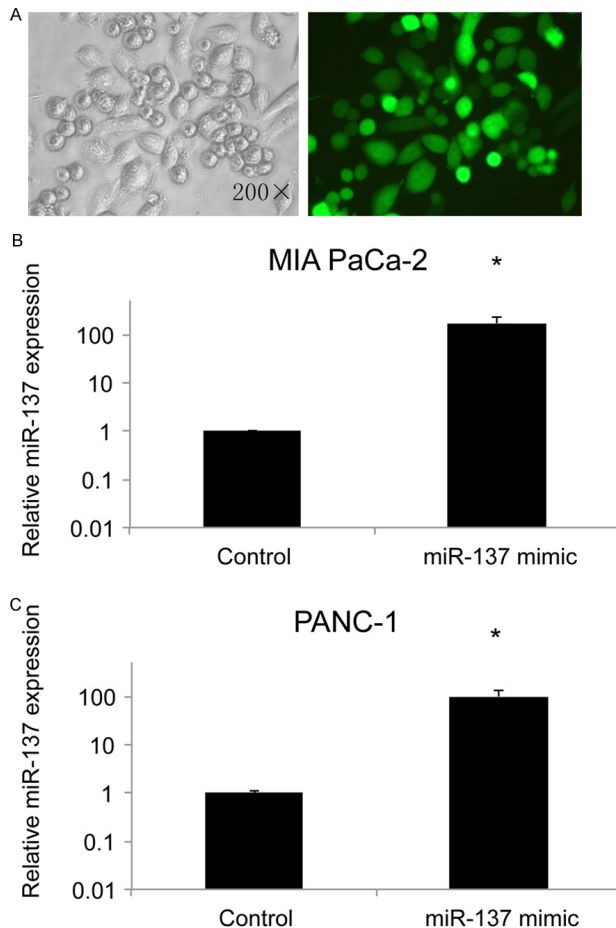 A
200×
B
MIA PaCa-2
*
Relative miR-137 expression
100
10
1
0.1
0.01
Control
miR-137 mimic
C
PANC-1
*
Relative miR-137 expression
100
10
1
0.1
0.01
Control
miR-137 mimic